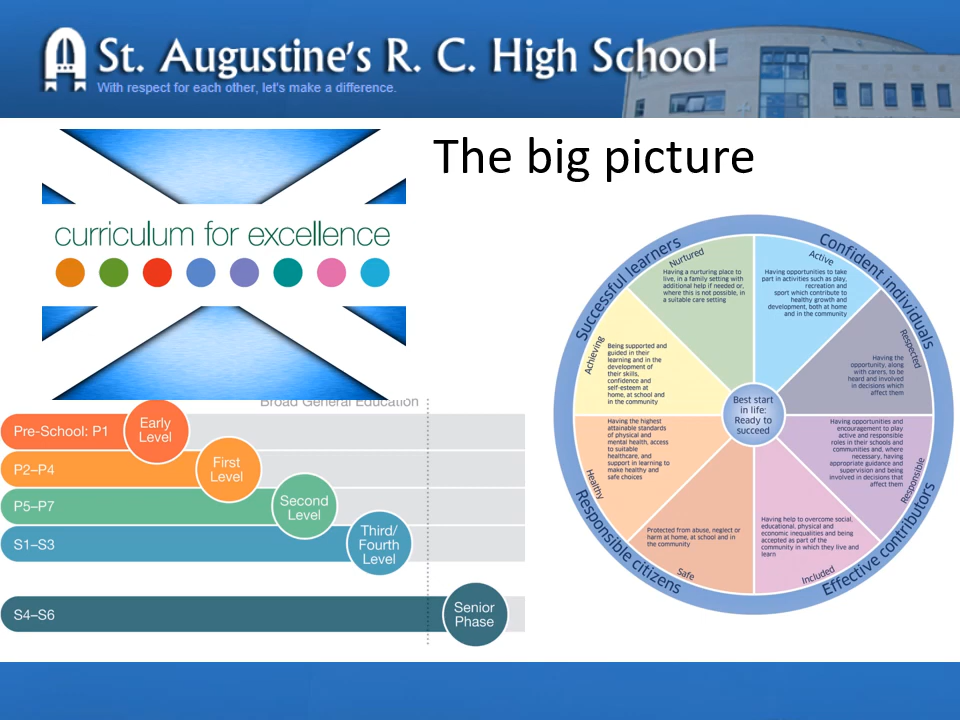 St. Augustine's R. C. High School
With respect for each other, let's make a difference.
The big picture
curriculum for excellence
Broad General Education
Pre-School: P1
Early
Level
P2–P4
First
Level
P5–P7
Second
Level
S1–S3
Third/
Fourth
Level
S4–S6
Senior
Phase
Successful learners
Confident individuals
Nurtured
Having a nurturing place to
live, in a family setting with
additional help if needed or,
where this is not possible, in
a suitable care setting
Active
Having opportunities to take
part in activities such as play,
recreation and
sport which contribute to
healthy growth and
development, both at home
and in the community
Achieving
Being supported and
guided in their
learning and in the
development of
their skills,
confidence and
self-esteem at
home, at school and
in the community
Respected
Having the
opportunity, along
with carers, to be
heard and involved
in decisions which
affect them
Best start
in life:
Ready to
succeed
Healthy
Having the highest
attainable standards
of physical and
mental health, access
to suitable
healthcare, and
support in learning to
make healthy and
safe choices
Responsible
Having opportunities and
encouragement to play
active and responsible
roles in their schools and
communities and, where
necessary, having
appropriate guidance and
supervision and being
involved in decisions that
affect them
Safe
Protected from abuse, neglect or
harm at home, at school and in
the community
Included
Having help to overcome social,
educational, physical and
economic inequalities and being
accepted as part of the
community in which they live and
learn
Responsible citizens
Effective contributors